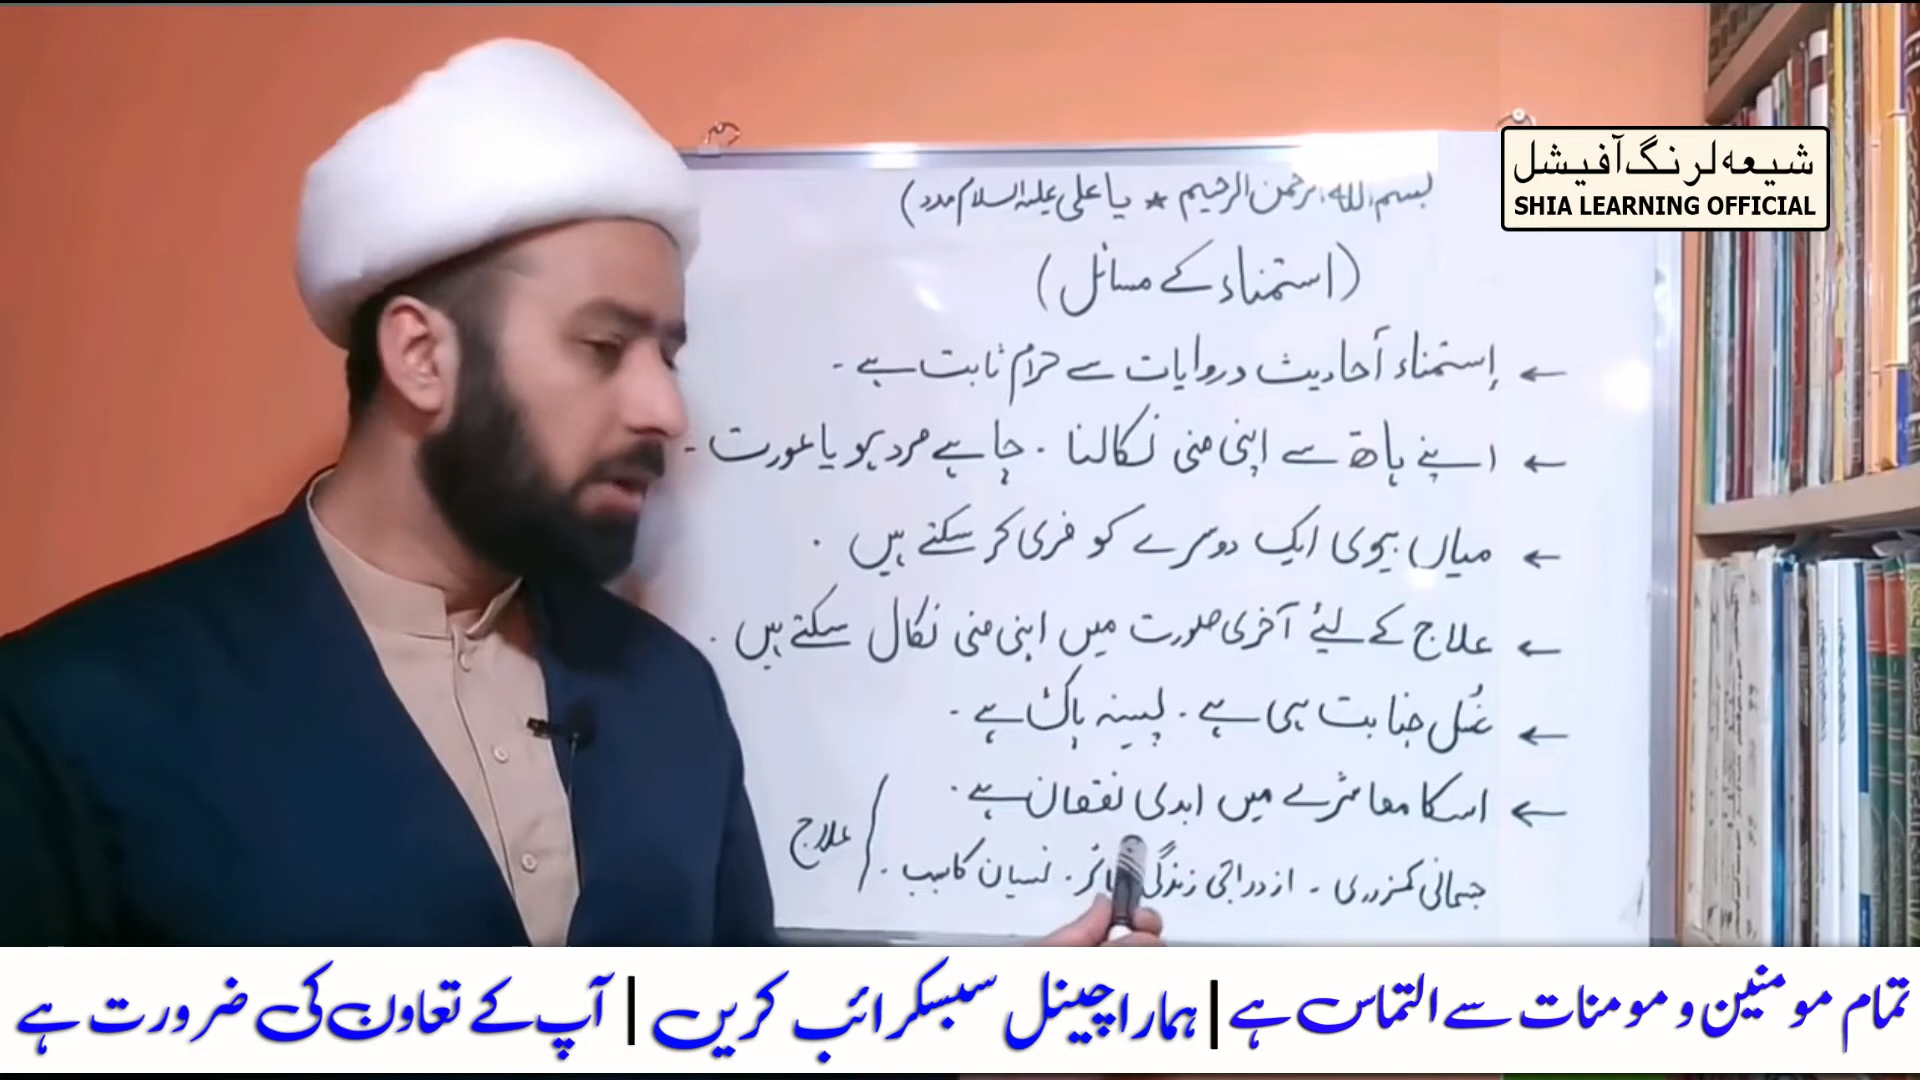 شیعہ لرننگ آفیشل
SHIA LEARNING OFFICIAL
بسم اللہ الرحمن الرحیم ★ یا علی علیہ السلام مدد)
(استمناء کے مسائل)
← اِستمناء أحادیث و روایات سے حرام ثابت ہے ۔
← اپنے ہاتھ سے اپنی منی نکالنا ۔ چاہے مرد ہو یا عورت ۔
← میاں بیوی ایک دوسرے کو فری کر سکتے ہیں ۔
← علاج کے لیئے آخری صورت میں اپنی منی نکال سکتے ہیں ۔
← غُسل جنابت ہی ہے ۔ پسینہ پاک ہے ۔
← اسکا معاشرے میں ابدی نقصان ہے ۔
جسمانی کمزوری ۔ ازدواجی زندگی ۔ نسیان کا سبب ۔
علاج
تمام مومنین و مومنات سے التماس ہے | ہمارا چینل سبسکرائب کریں | آپ کے تعاون کی ضرورت ہے